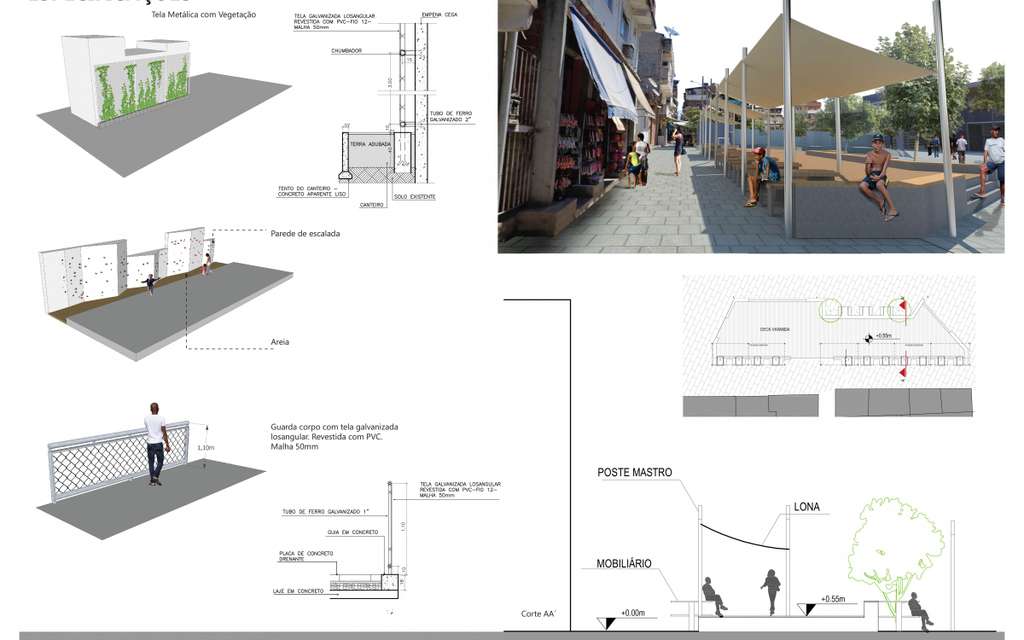 Tela Metálica com Vegetação
TELA GALVANIZADA LOSANGULAR
REVESTIDA COM PVC-FIO 12-
MALHA 50mm
EMPENA CEGA
CHUMBADOR
15
TUBO DE FERRO
GALVANIZADO 2"
TERRA ADUBADA
TENTO DO CANTEIRO -
CONCRETO APARENTE LISO
SOLO EXISTENTE
CANTEIRO
Parede de escalada
Areia
Guarda corpo com tela galvanizada
losangular. Revestida com PVC.
Malha 50mm
1,10m
TELA GALVANIZADA LOSANGULAR
REVESTIDA COM PVC-FIO 12-
MALHA 50mm
TUBO DE FERRO GALVANIZADO 1"
1,10
GUIA EM CONCRETO
PLACA DE CONCRETO
DRENANTE
LAJE EM CONCRETO
+0.55m
POSTE MASTRO
LONA
MOBILIÁRIO
+0.00m
+0.55m
Corte AA'